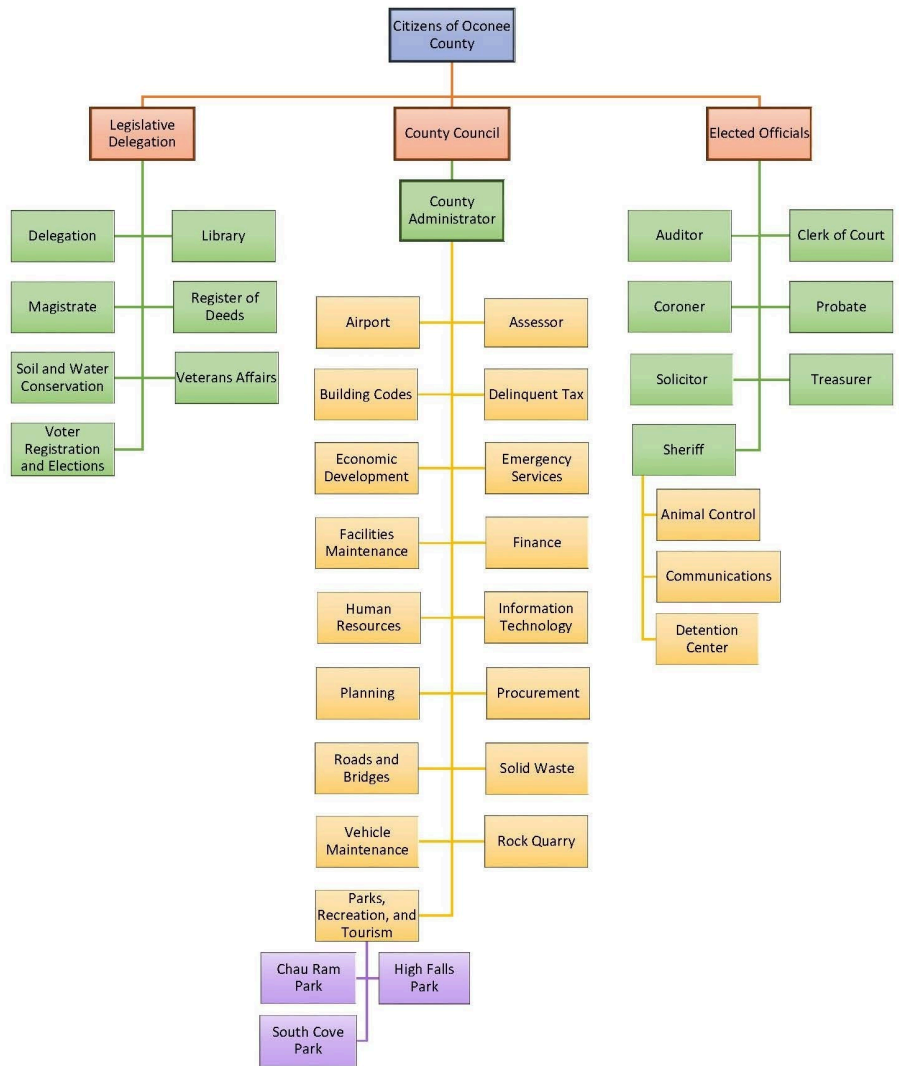 Citizens of Oconee
County
Legislative
Delegation
County Council
Elected Officials
County
Administrator
Delegation
Library
Magistrate
Register of
Deeds
Soil and Water
Conservation
Veterans Affairs
Voter
Registration
and Elections
Airport
Assessor
Building Codes
Delinquent Tax
Economic
Development
Emergency
Services
Facilities
Maintenance
Finance
Human
Resources
Information
Technology
Planning
Procurement
Roads and
Bridges
Solid Waste
Vehicle
Maintenance
Rock Quarry
Parks,
Recreation, and
Tourism
Chau Ram
Park
High Falls
Park
South Cove
Park
Auditor
Clerk of Court
Coroner
Probate
Solicitor
Treasurer
Sheriff
Animal Control
Communications
Detention
Center